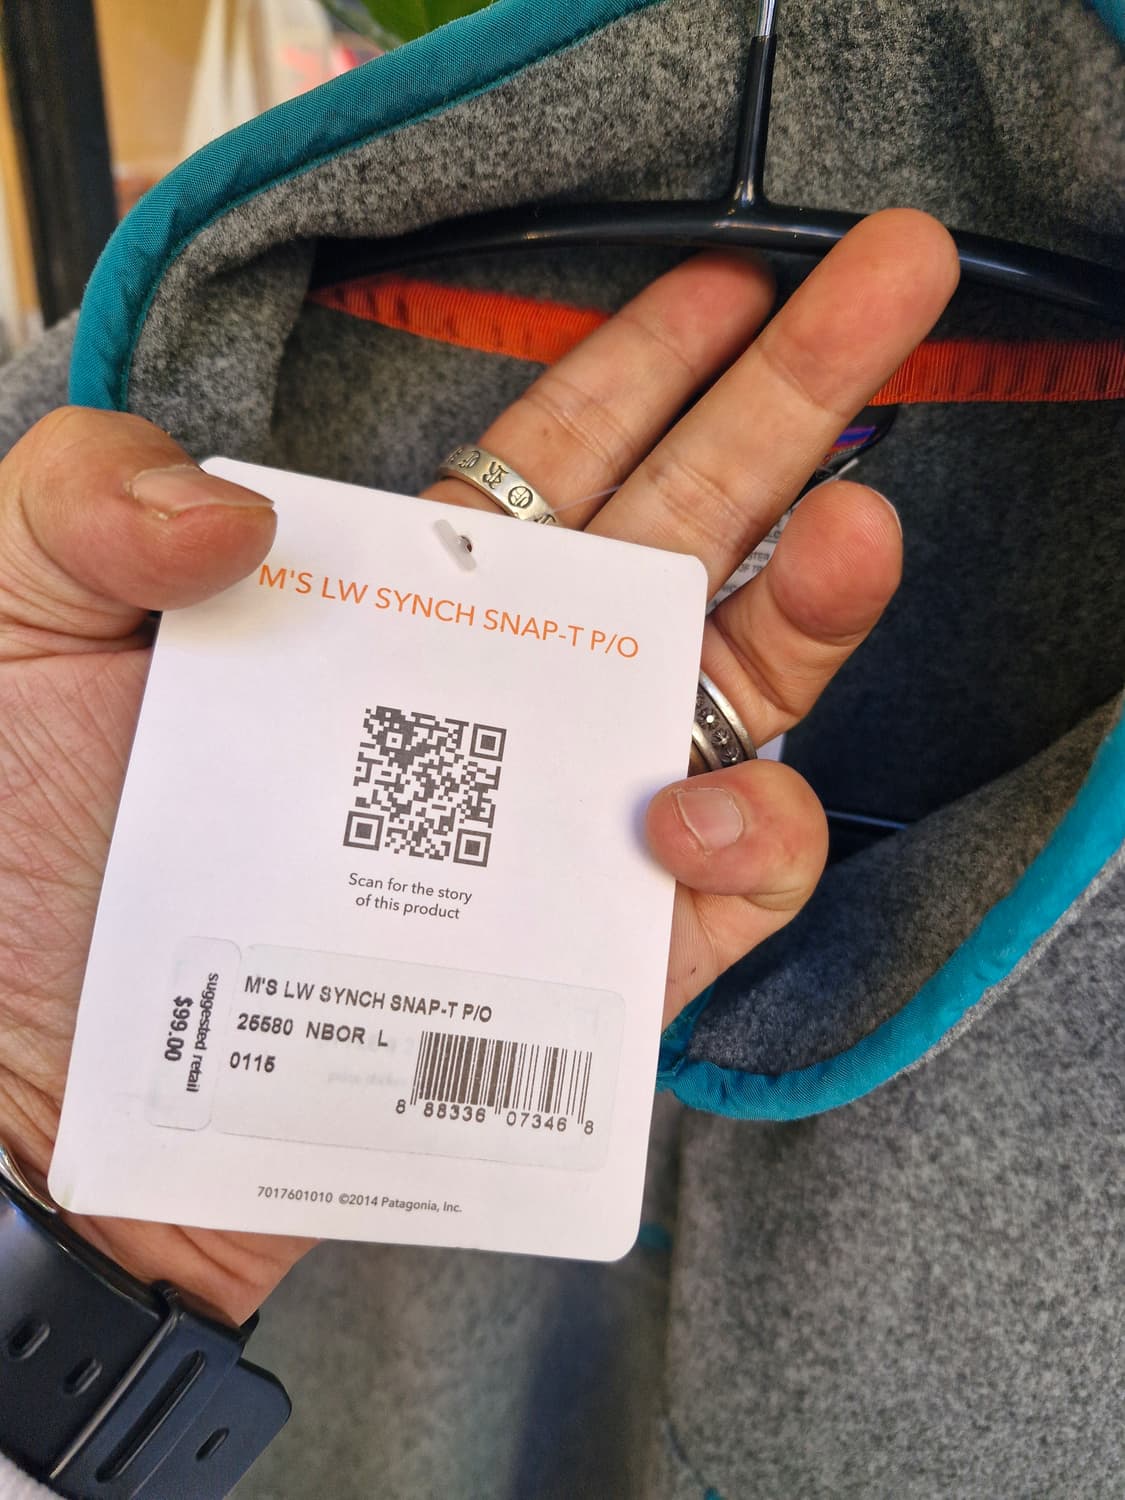 M'S LW SYNCH SNAP-T P/O
Scan for the story
of this product
suggested retail
$99.00
M'S LW SYNCH SNAP-T P/O
25580 NBOR L
0115
8 88336 07346 8
7017601010 ©2014 Patagonia, Inc.